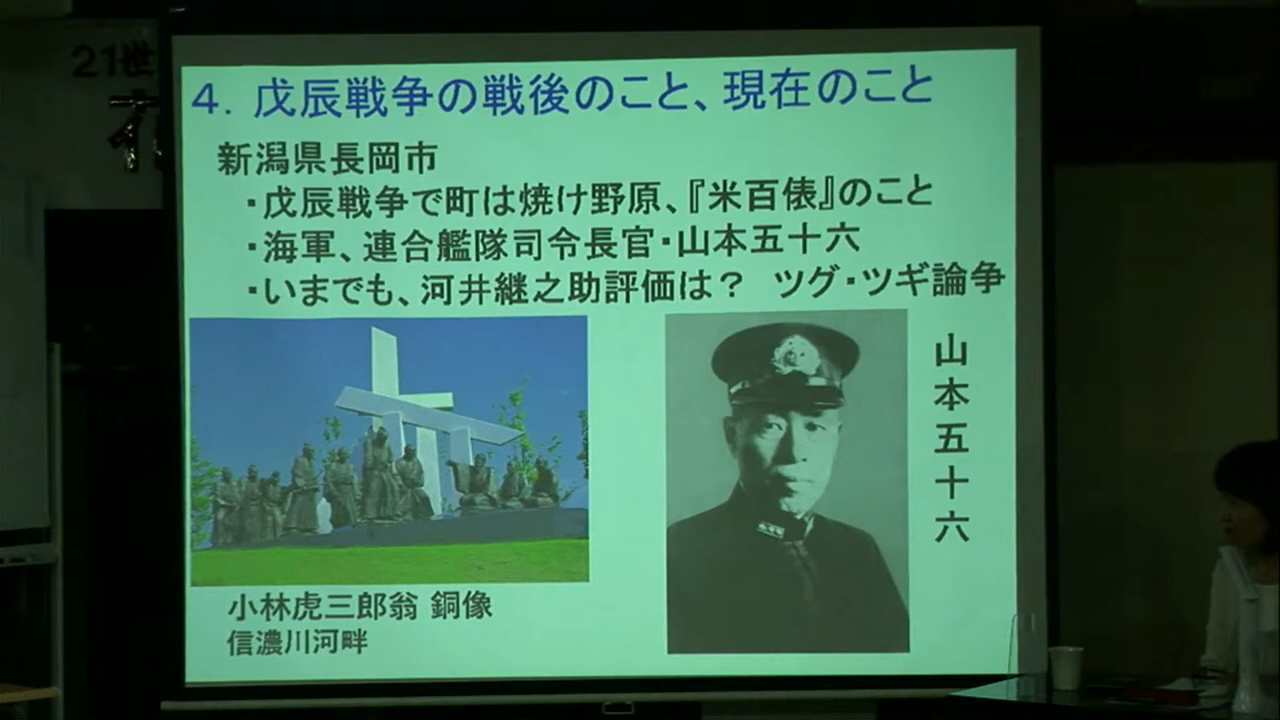 21世
4. 戊辰戦争の戦後のこと、現在のこと
新潟県長岡市
・戊辰戦争で町は焼け野原、『米百俵』のこと
・海軍、連合艦隊司令長官・山本五十六
・いまでも、河井継之助評価は？ ツグ・ツギ論争
山本五十六
小林虎三郎翁 銅像
信濃川河畔